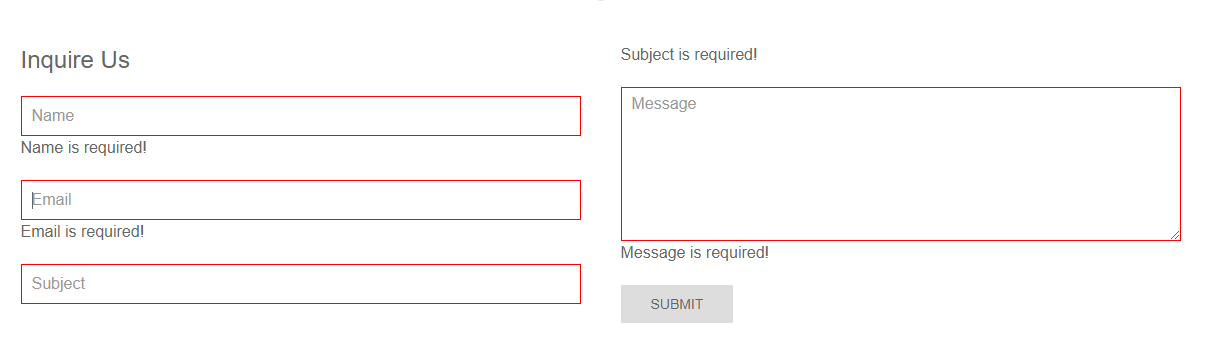 Inquire Us
Name
Name is required!
Email
Email is required!
Subject
Subject is required!
Message
Message is required!
SUBMIT